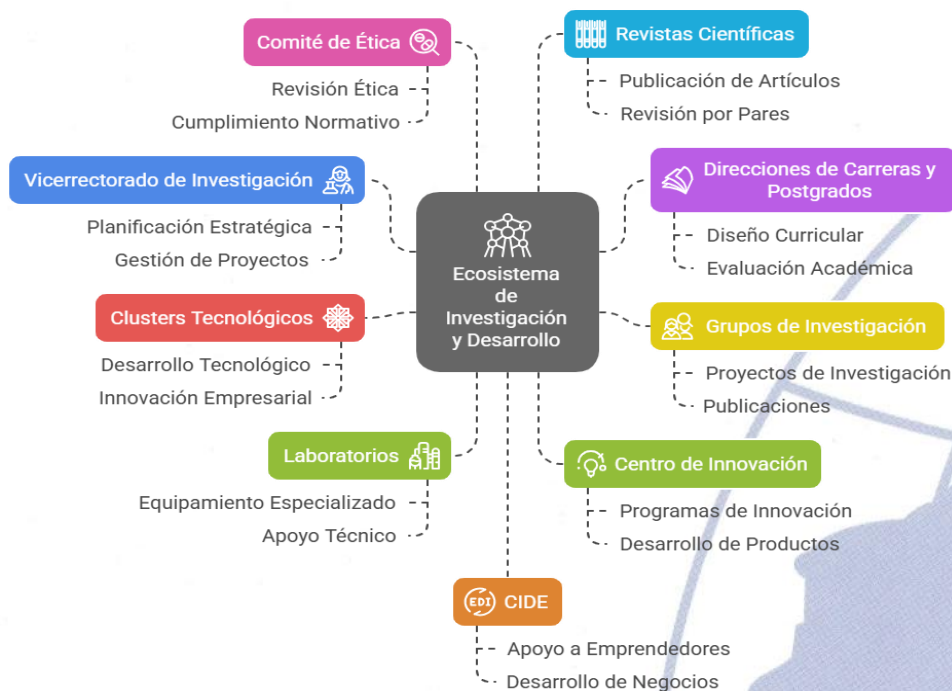 Comité de Ética
Revisión Ética
Cumplimiento Normativo
Revistas Científicas
Publicación de Artículos
Revisión por Pares
Vicerrectorado de Investigación
Planificación Estratégica
Gestión de Proyectos
Direcciones de Carreras y
Postgrados
Diseño Curricular
Evaluación Académica
Ecosistema
de
Investigación
y Desarrollo
Clusters Tecnológicos
Desarrollo Tecnológico
Innovación Empresarial
Grupos de Investigación
Proyectos de Investigación
Publicaciones
Laboratorios
Equipamiento Especializado
Apoyo Técnico
Centro de Innovación
Programas de Innovación
Desarrollo de Productos
EDI CIDE
Apoyo a Emprendedores
Desarrollo de Negocios